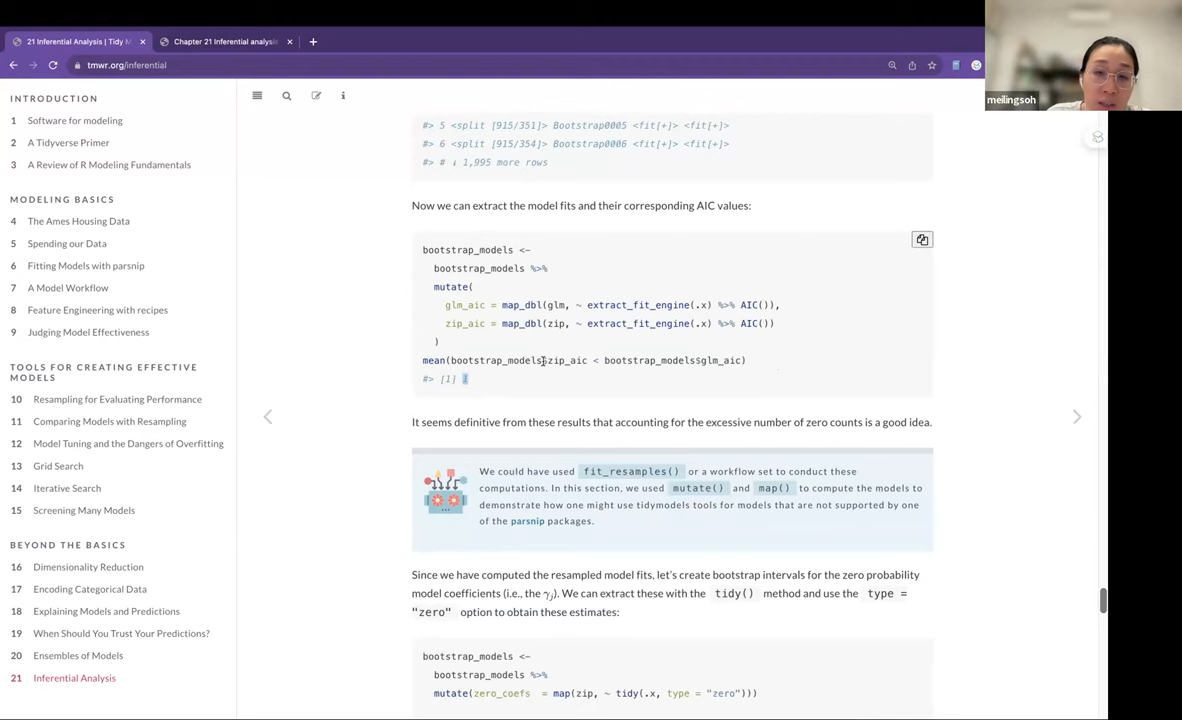 21 Inferential Analysis | Tidy M
Chapter 21 Inferential analysis
tmwr.org/inferential
meilingsoh
INTRODUCTION
1 Software for modeling
2 A Tidyverse Primer
3 A Review of R Modeling Fundamentals
MODELING BASICS
4 The Ames Housing Data
5 Spending our Data
6 Fitting Models with parsnip
7 A Model Workflow
8 Feature Engineering with recipes
9 Judging Model Effectiveness
TOOLS FOR CREATING EFFECTIVE
MODELS
10 Resampling for Evaluating Performance
11 Comparing Models with Resampling
12 Model Tuning and the Dangers of Overfitting
13 Grid Search
14 Iterative Search
15 Screening Many Models
BEYOND THE BASICS
16 Dimensionality Reduction
17 Encoding Categorical Data
18 Explaining Models and Predictions
19 When Should You Trust Your Predictions?
20 Ensembles of Models
21 Inferential Analysis
#> 5 <split [915/351]> Bootstrap0005 <fit[+]> <fit[+]>
#> 6 <split [915/354]> Bootstrap0006 <fit[+]> <fit[+]>
#> # ℹ 1,995 more rows
Now we can extract the model fits and their corresponding AIC values:
bootstrap_models <-
bootstrap_models %>%
mutate(
glm_aic = map_dbl(glm, ~ extract_fit_engine(.x) %>% AIC()),
zip_aic = map_dbl(zip, ~ extract_fit_engine(.x) %>% AIC())
)
mean(bootstrap_models$zip_aic < bootstrap_models$glm_aic)
#> [1] 1
It seems definitive from these results that accounting for the excessive number of zero counts is a good idea.
We could have used fit_resamples() or a workflow set to conduct these
computations. In this section, we used mutate() and map() to compute the models to
demonstrate how one might use tidymodels tools for models that are not supported by one
of the parsnip packages.
Since we have computed the resampled model fits, let's create bootstrap intervals for the zero probability
model coefficients (i.e., the γj). We can extract these with the tidy() method and use the type =
"zero" option to obtain these estimates:
bootstrap_models <-
bootstrap_models %>%
mutate(zero_coefs = map(zip, ~ tidy(.x, type = "zero")))